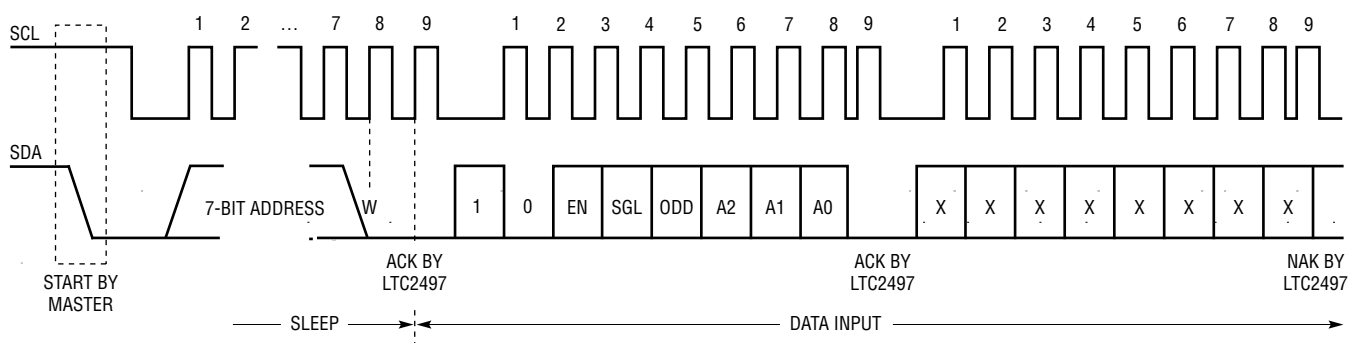 SCL
1 2 … 7 8 9 1 2 3 4 5 6 7 8 9 1 2 3 4 5 6 7 8 9
SDA
7-BIT ADDRESS W 1 0 EN SGL ODD A2 A1 A0 X X X X X X X X
START BY
MASTER
ACK BY
LTC2497
ACK BY
LTC2497
NAK BY
LTC2497
SLEEP DATA INPUT